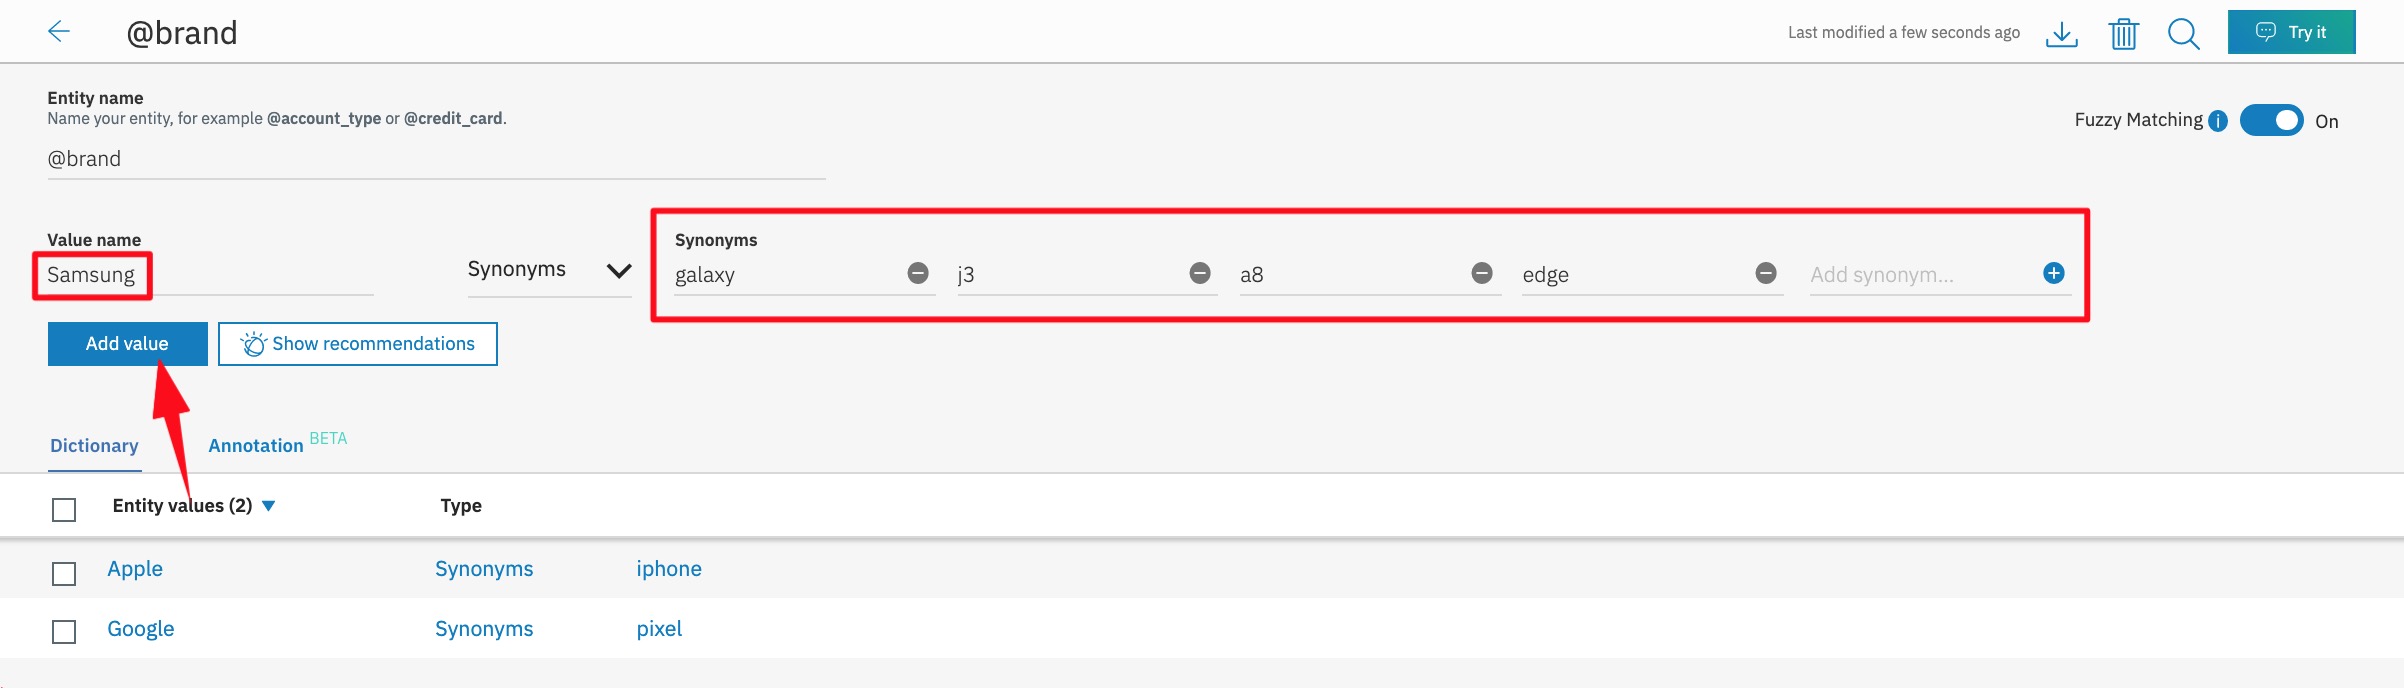 @brand
Last modified a few seconds ago
Try it
Entity name
Name your entity, for example @account_type or @credit_card.
Fuzzy Matching i On
@brand
Value name
Synonyms
Samsung
Synonyms
galaxy
j3
a8
edge
Add synonym...
Add value
Show recommendations
Dictionary
Annotation BETA
Entity values (2) Type
Apple Synonyms iphone
Google Synonyms pixel